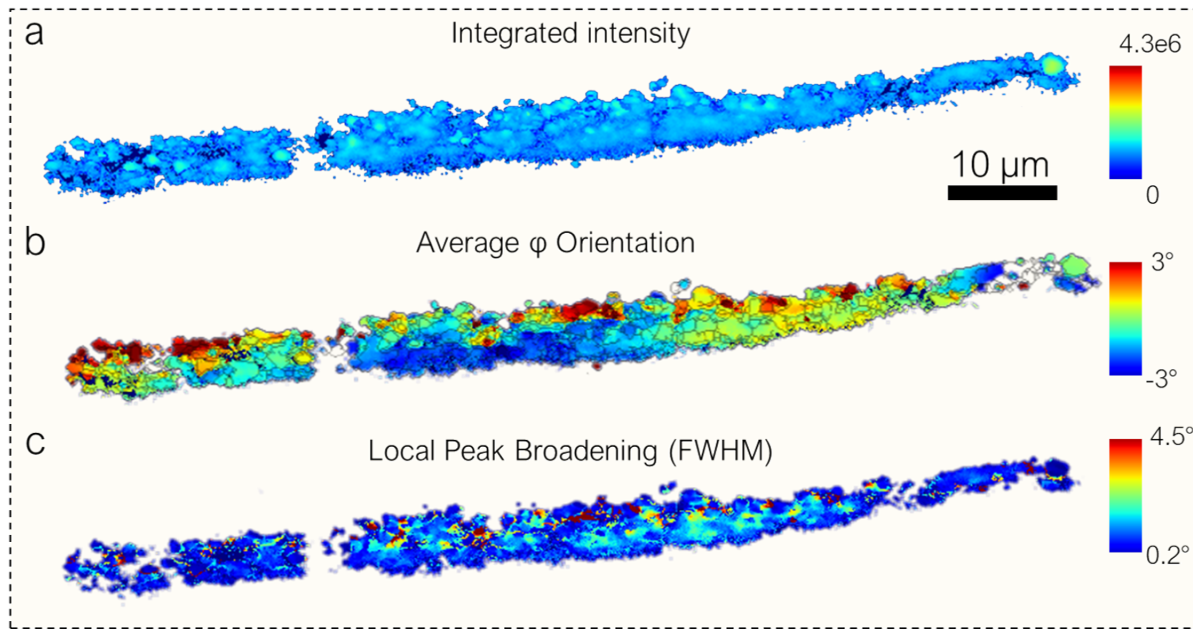 a
Integrated intensity
4.3e6
10 μm
0
b
Average φ Orientation
3°
-3°
c
Local Peak Broadening (FWHM)
4.5°
0.2°